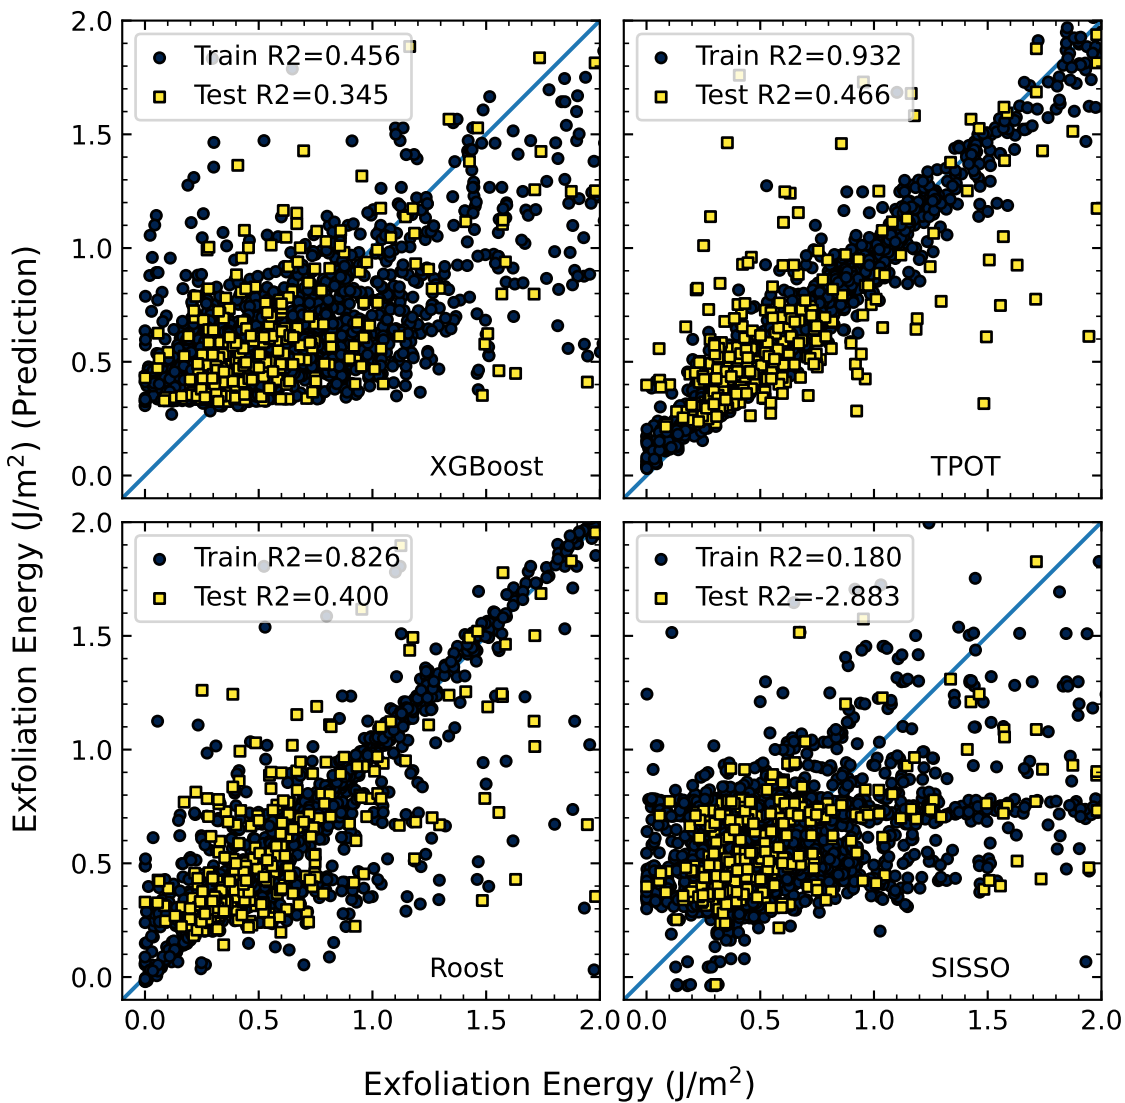 Exfoliation Energy (J/m²) (Prediction)
2.0
1.5
1.0
0.5
0.0
Train R2=0.456
Test R2=0.345
XGBoost
Train R2=0.932
Test R2=0.466
TPOT
2.0
1.5
1.0
0.5
0.0
Train R2=0.826
Test R2=0.400
Roost
Train R2=0.180
Test R2=-2.883
SISSO
0.0 0.5 1.0 1.5 2.0
0.0 0.5 1.0 1.5 2.0
Exfoliation Energy (J/m²)